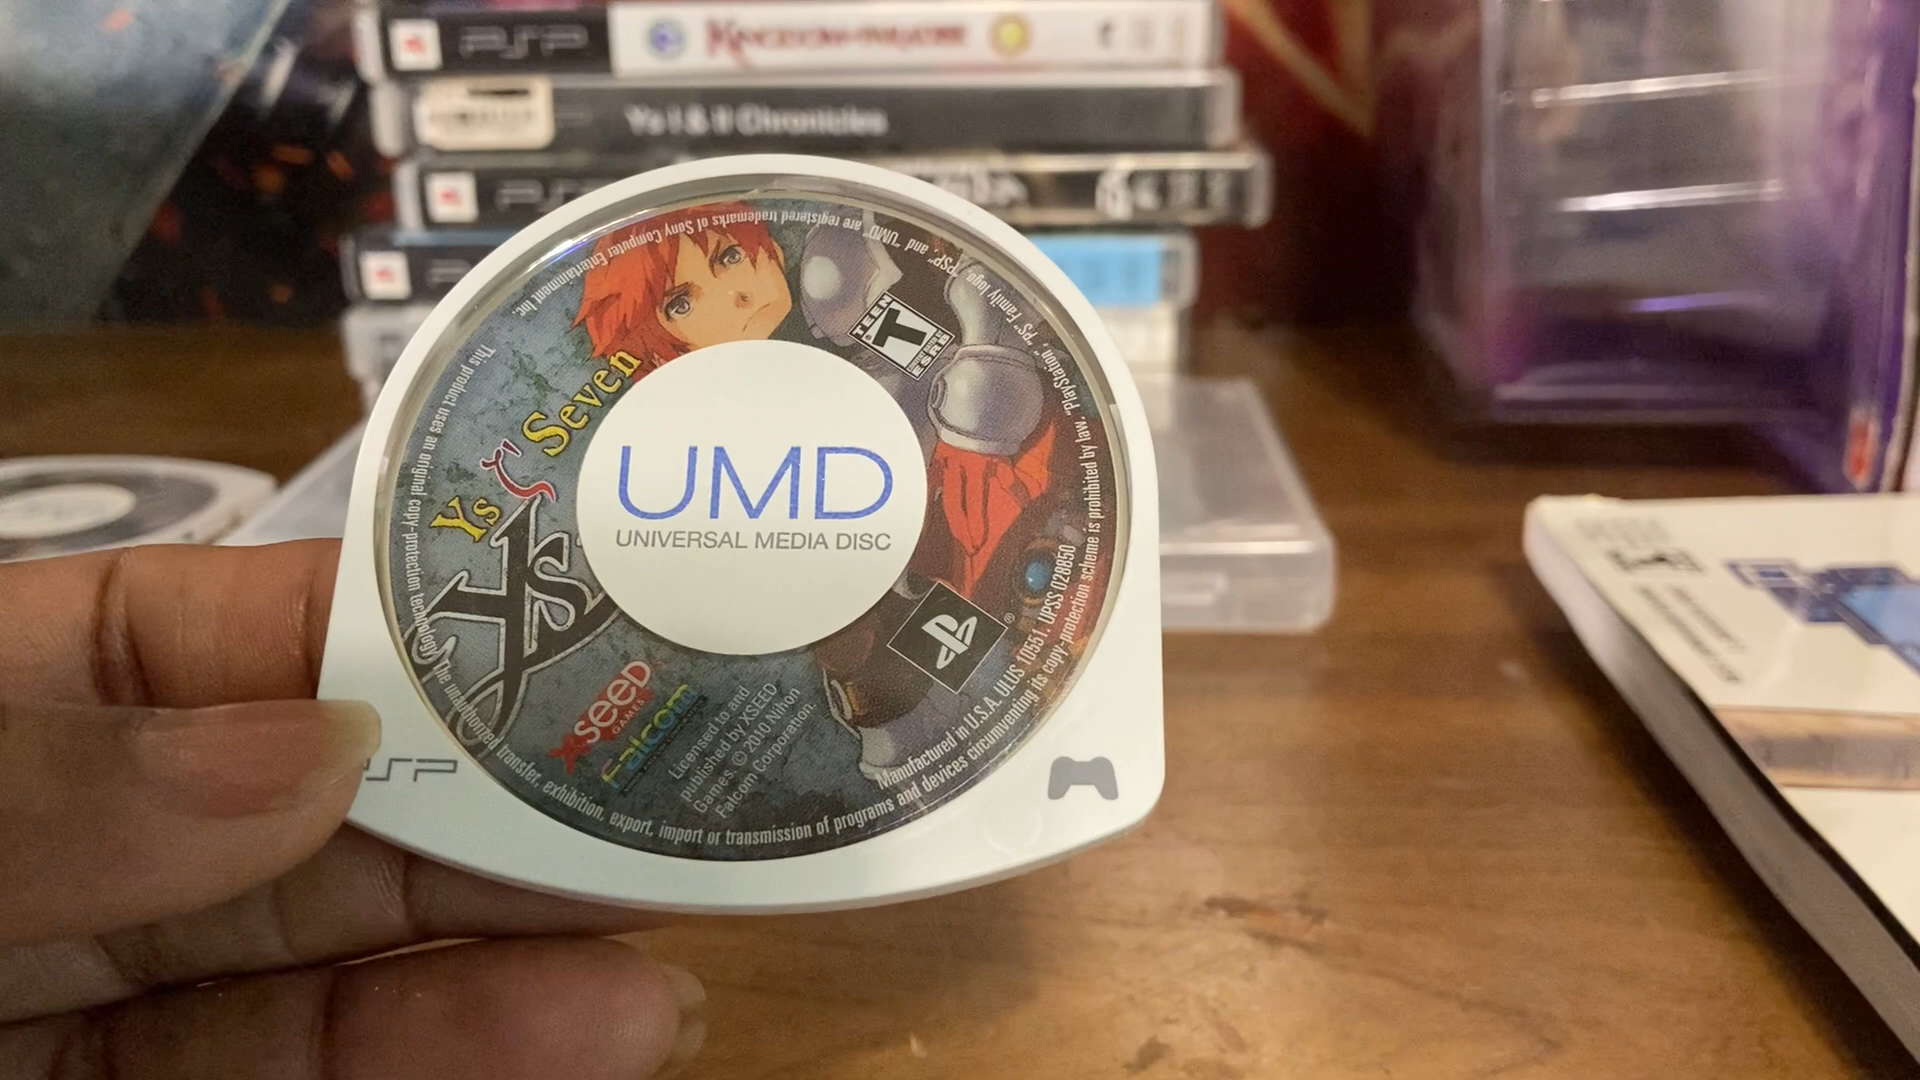 PSP KINGDOM OF PARADISE
Ys I & II Chronicles
PSP
Ys ζ Seven
Ys
TEEN
T
ESRB
UMD
UNIVERSAL MEDIA DISC
XSEED
GAMES
Falcom
Licensed to and
published by XSEED
Games. © 2010 Nihon
Falcom Corporation.
Manufactured in U.S.A. ULUS 10551. UPSS 028850
This product uses an original copy-protection technology. The unauthorized transfer, exhibition, export, import or transmission of programs and devices circumventing its copy-protection scheme is prohibited by law. "PlayStation", "PS" Family logo, "PSP", and "UMD" are registered trademarks of Sony Computer Entertainment Inc.
®
PSP